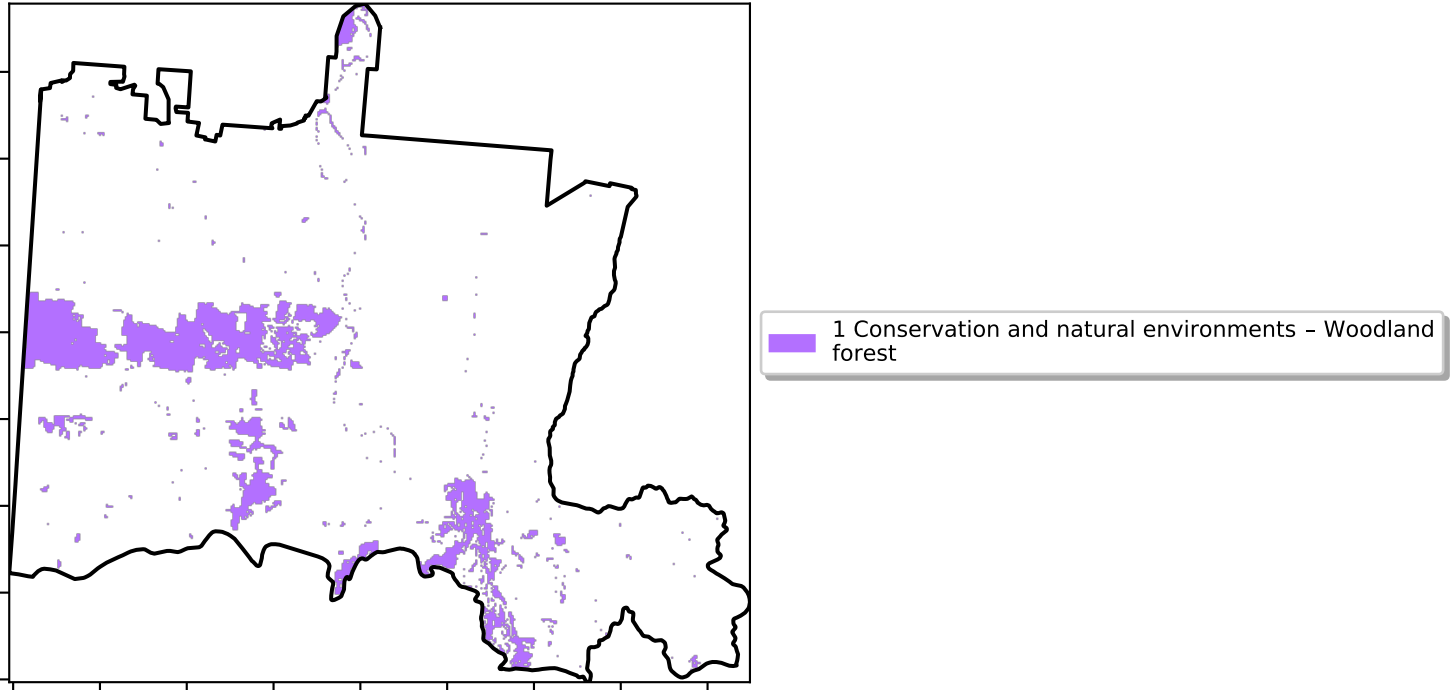 1 Conservation and natural environments – Woodland
forest